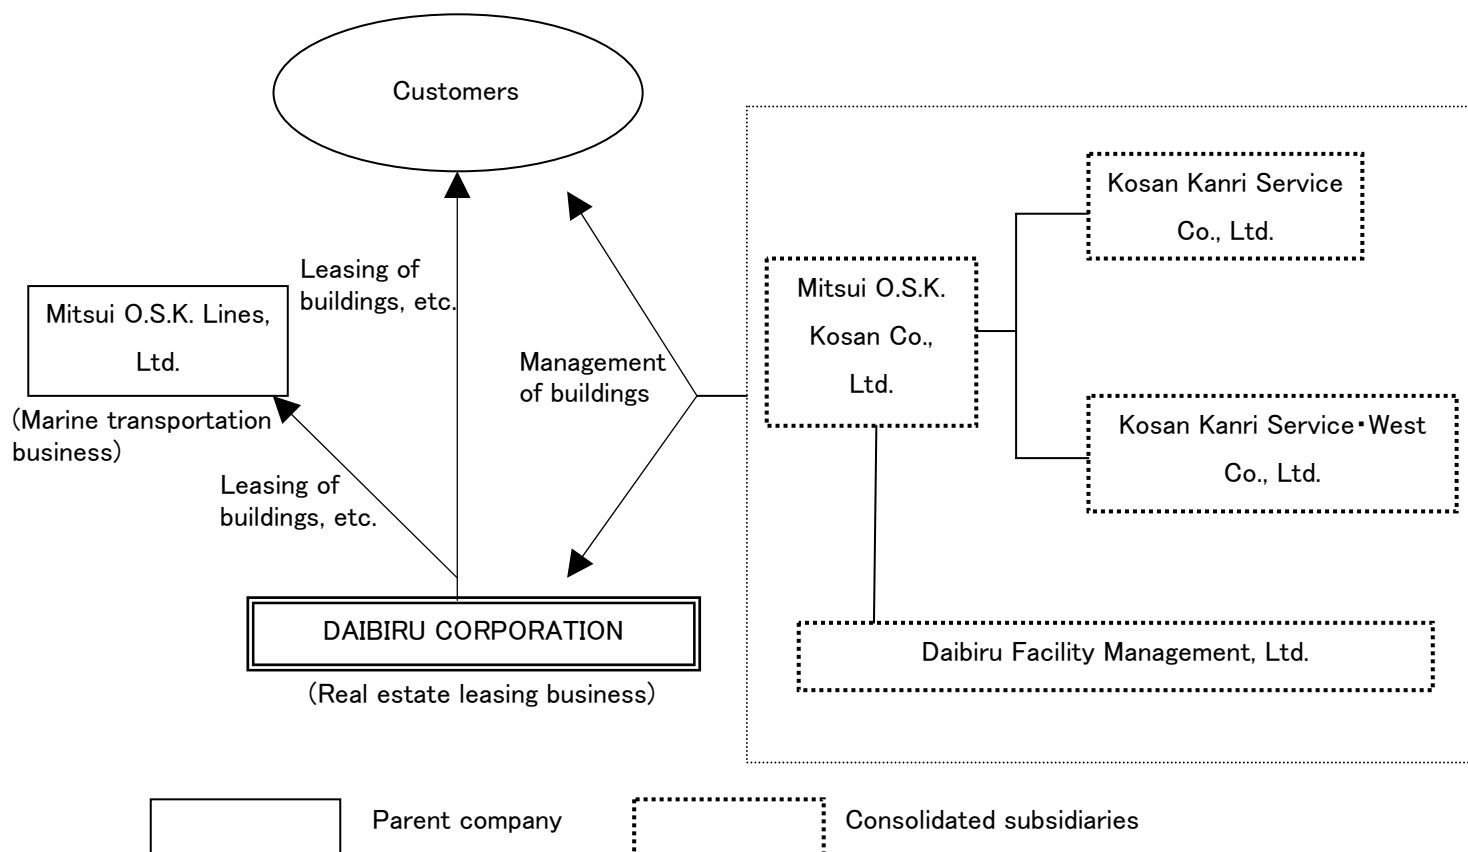 Customers
Kosan Kanri Service
Co., Ltd.
Leasing of
buildings, etc.
Mitsui O.S.K.
Kosan Co.,
Ltd.
Mitsui O.S.K. Lines,
Ltd.
(Marine transportation
business)
Management
of buildings
Kosan Kanri Service・West
Co., Ltd.
Leasing of
buildings, etc.
DAIBIRU CORPORATION
(Real estate leasing business)
Daibiru Facility Management, Ltd.
Parent company
Consolidated subsidiaries